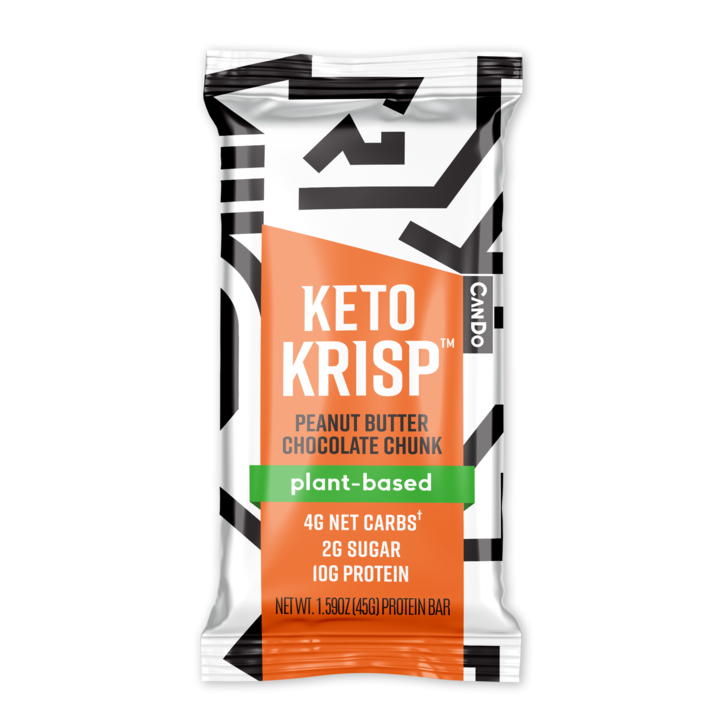 KETO
KRISP™
CANDO
PEANUT BUTTER
CHOCOLATE CHUNK
plant-based
4G NET CARBS†
2G SUGAR
10G PROTEIN
NET WT. 1.59OZ (45G) PROTEIN BAR